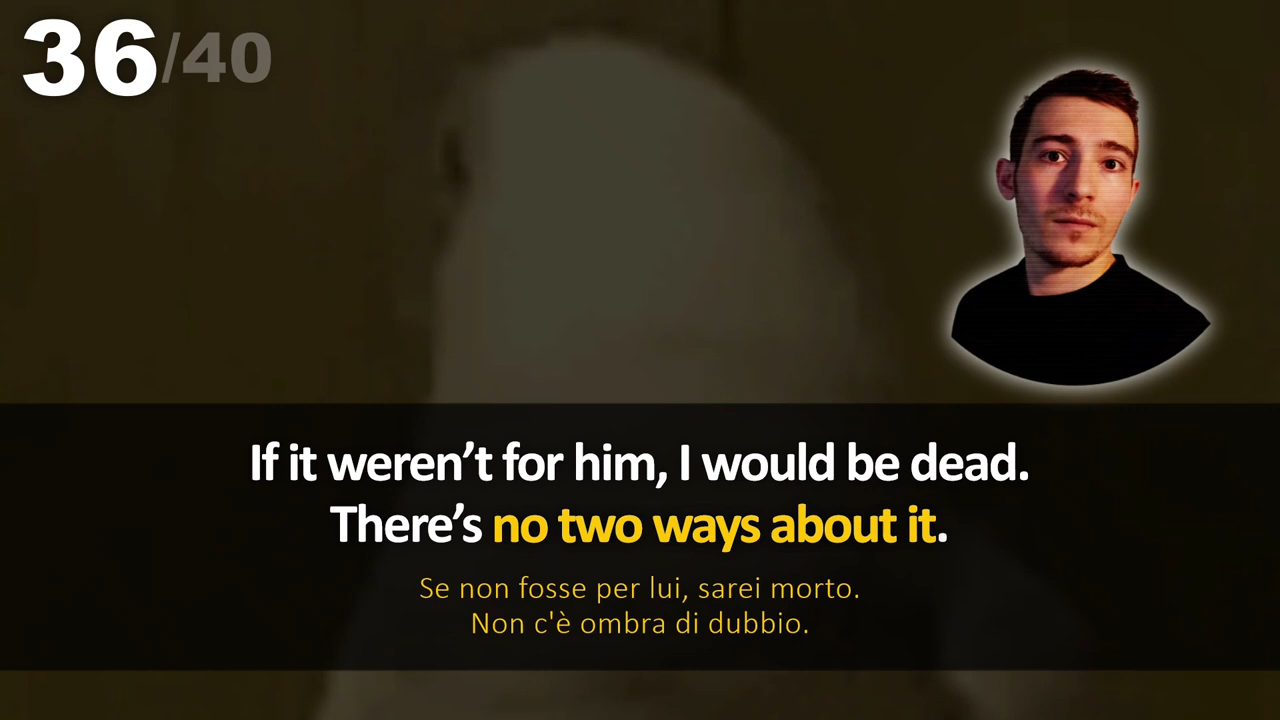 36/40
If it weren’t for him, I would be dead.
There’s no two ways about it.
Se non fosse per lui, sarei morto.
Non c'è ombra di dubbio.